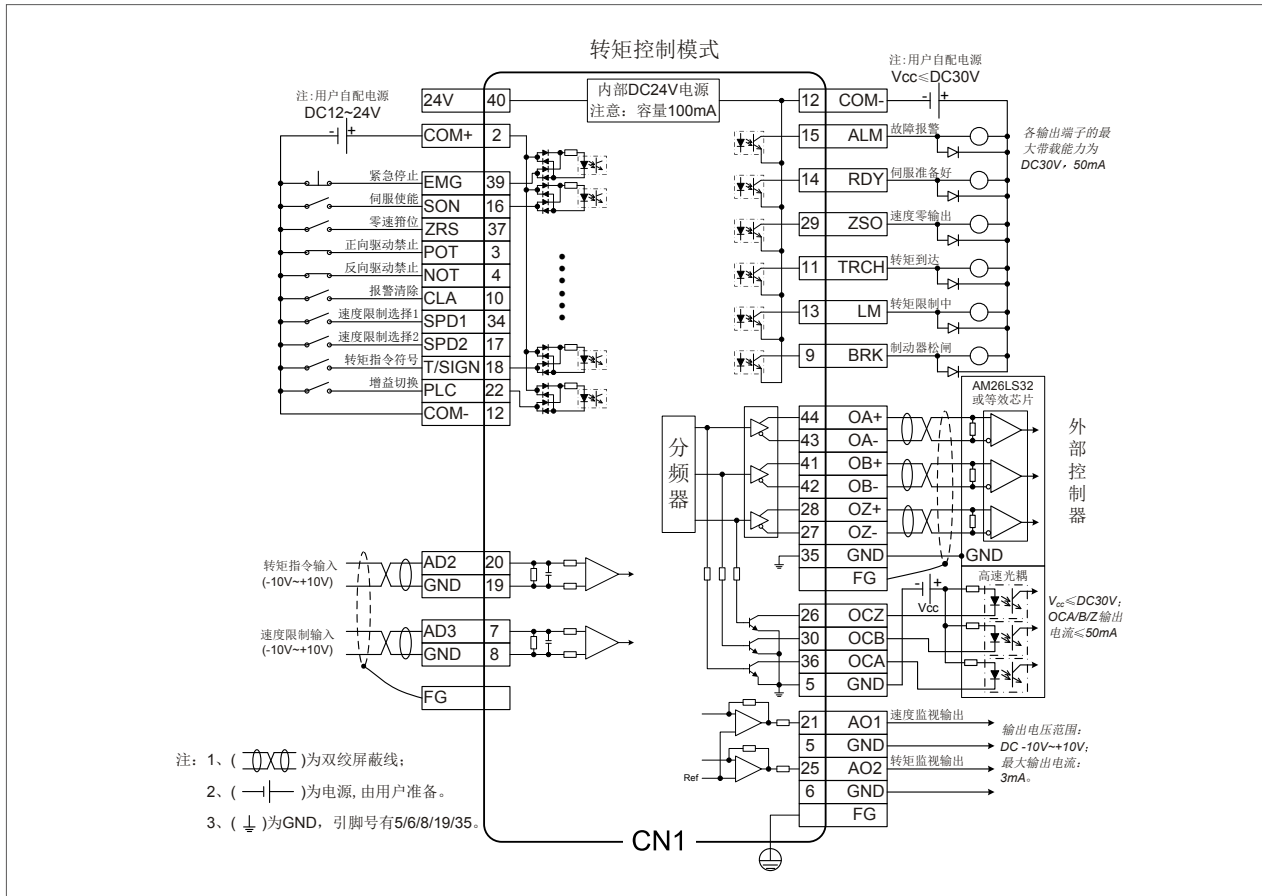 转矩控制模式
注:用户自配电源
DC12~24V
24V 40
COM+ 2
紧急停止 EMG 39
伺服使能 SON 16
零速箝位 ZRS 37
正向驱动禁止 POT 3
反向驱动禁止 NOT 4
报警清除 CLA 10
速度限制选择1 SPD1 34
速度限制选择2 SPD2 17
转矩指令符号 T/SIGN 18
增益切换 PLC 22
COM- 12
转矩指令输入
(-10V~+10V)
AD2 20
GND 19
速度限制输入
(-10V~+10V)
AD3 7
GND 8
FG
内部DC24V电源
注意：容量100mA
注:用户自配电源
Vcc≤DC30V
12 COM-
15 ALM 故障报警
14 RDY 伺服准备好
29 ZSO 速度零输出
11 TRCH 转矩到达
13 LM 转矩限制中
9 BRK 制动器松闸
各输出端子的最
大带载能力为
DC30V，50mA
分频器
44 OA+
43 OA-
41 OB+
42 OB-
28 OZ+
27 OZ-
35 GND
FG
AM26LS32
或等效芯片
GND
外部控制器
26 OCZ
30 OCB
36 OCA
5 GND
- +
Vcc
高速光耦
Vcc≤DC30V；
OCA/B/Z输出
电流≤50mA
Ref
21 AO1 速度监视输出
5 GND
25 AO2 转矩监视输出
6 GND
FG
输出电压范围：
DC -10V~+10V；
最大输出电流：
3mA。
注：1、( )为双绞屏蔽线；
2、( )为电源, 由用户准备。
3、( )为GND，引脚号有5/6/8/19/35。
CN1